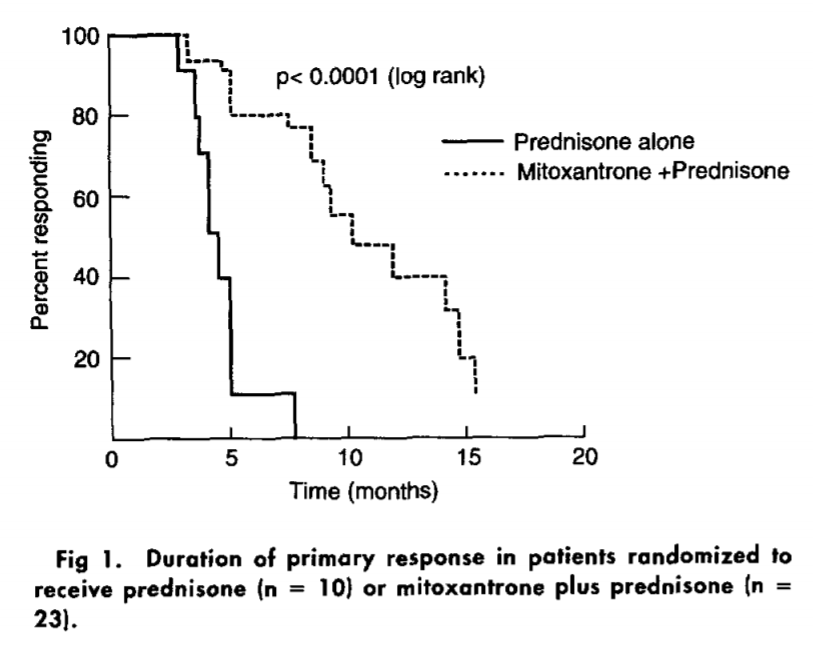 100
80
60
40
20
Percent responding
p< 0.0001 (log rank)
Prednisone alone
Mitoxantrone +Prednisone
0 5 10 15 20
Time (months)
Fig 1. Duration of primary response in patients randomized to
receive prednisone (n = 10) or mitoxantrone plus prednisone (n =
23).